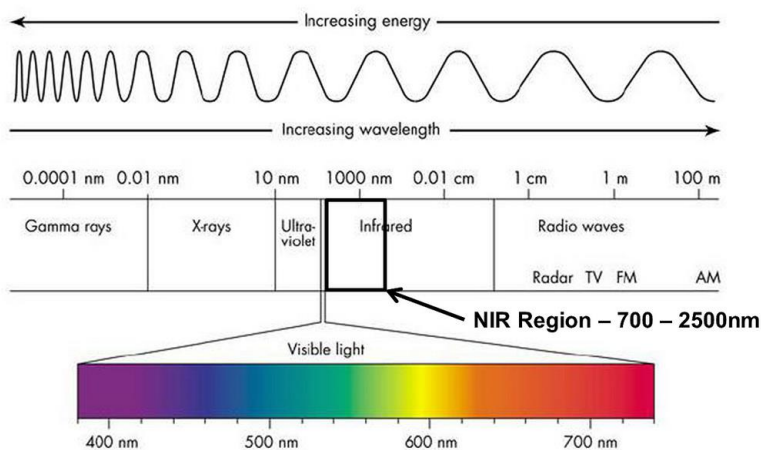 Increasing energy
Increasing wavelength
0.0001 nm 0.01 nm 10 nm 1000 nm 0.01 cm 1 cm 1 m 100 m
Gamma rays X-rays Ultra- Infrared Radio waves
violet
Radar TV FM AM
NIR Region – 700 – 2500nm
Visible light
400 nm 500 nm 600 nm 700 nm